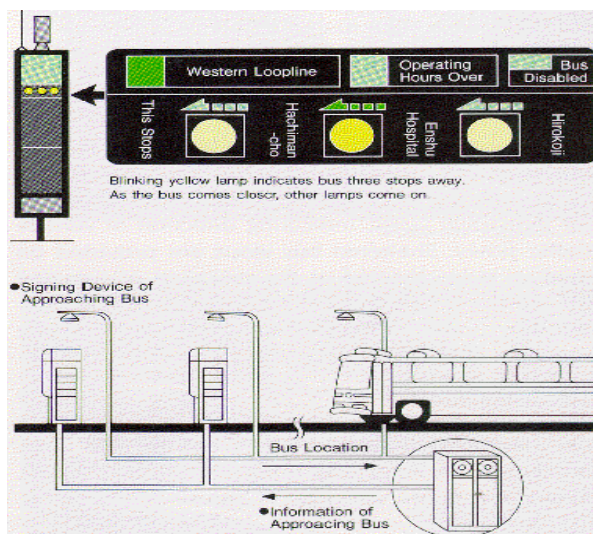 Western Loopline
Operating
Hours Over
Bus
Disabled
This Stops
Hachiman
-cho
Enshu
Hospital
Hirokoji
Blinking yellow lamp indicates bus three stops away.
As the bus comes closer, other lamps come on.
●Signing Device of
Approaching Bus
Bus Location
●Information of
Approacing Bus